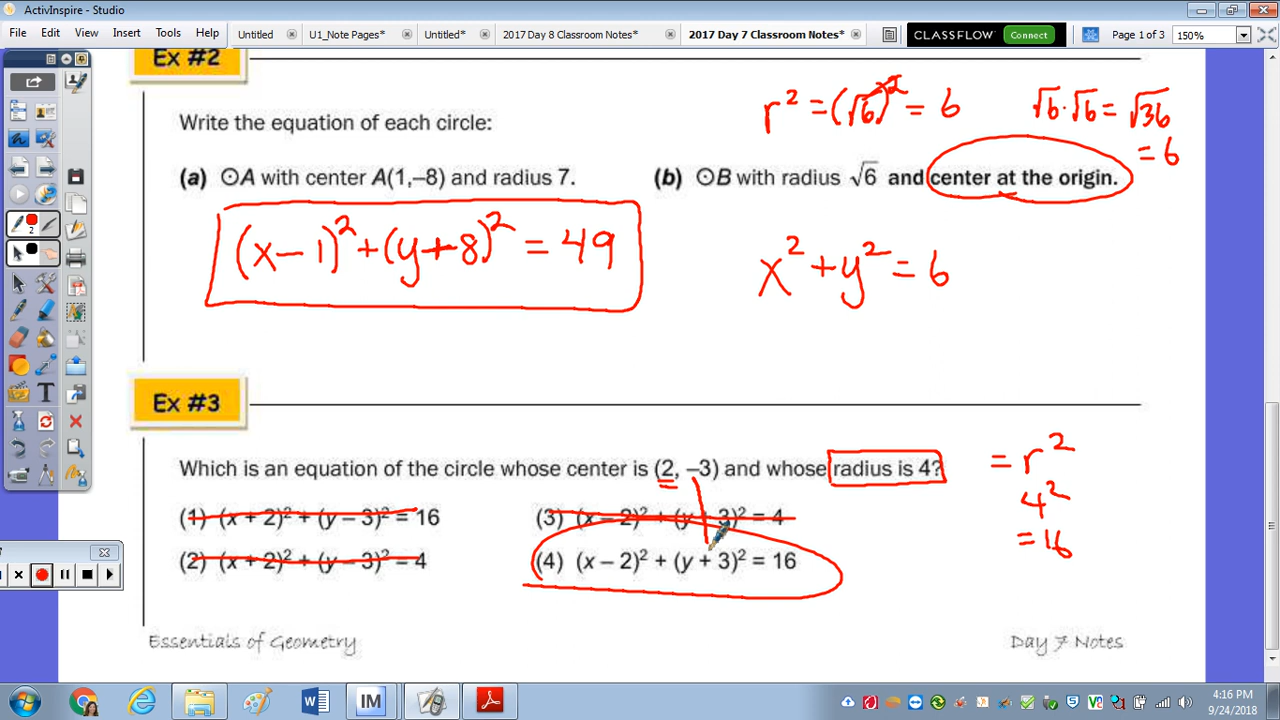 ActivInspire - Studio
File Edit View Insert Tools Help
Untitled U1_Note Pages* Untitled* 2017 Day 6 Classroom Notes* 2017 Day 7 Classroom Notes*
CLASSFLOW Connect
Page 1 of 3 150%
Ex #2
r² = (√6)² = 6 √6·√6 = √36
= 6
Write the equation of each circle:
(a) ⊙A with center A(1,–8) and radius 7.
(b) ⊙B with radius √6 and center at the origin.
(x–1)²+(y+8)² = 49
x²+y² = 6
2
Ex #3
Which is an equation of the circle whose center is (2, –3) and whose radius is 4?
= r²
4²
= 16
(1) (x + 2)² + (y – 3)² = 16
(3) (x – 2)² + (y + 3)² = 4
(2) (x + 2)² + (y – 3)² = 4
(4) (x – 2)² + (y + 3)² = 16
Essentials of Geometry
Day 7 Notes
W IM
4:16 PM
9/24/2018